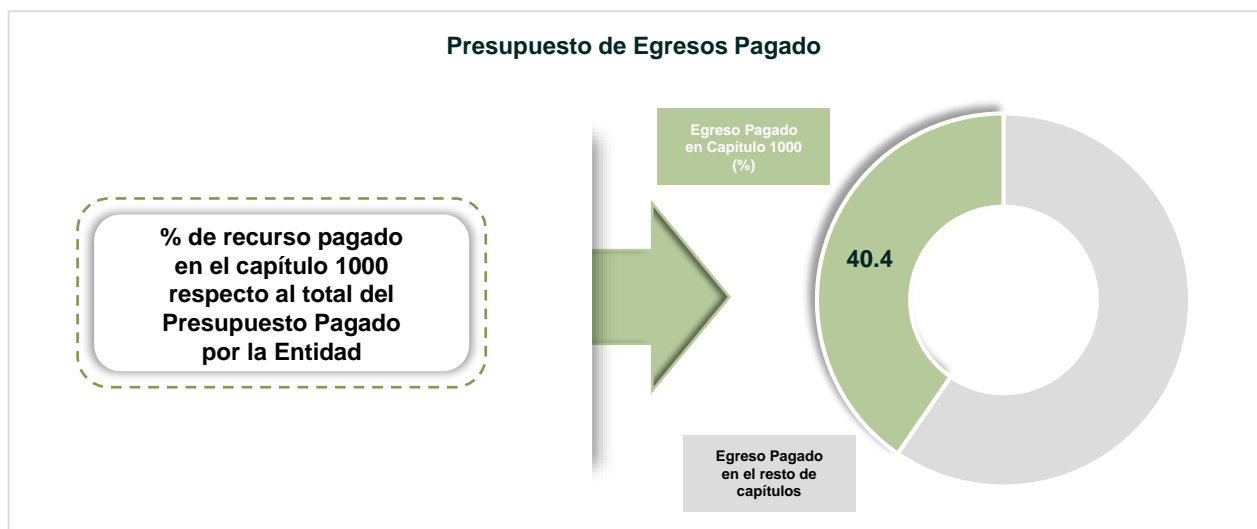 Presupuesto de Egresos Pagado
% de recurso pagado
en el capítulo 1000
respecto al total del
Presupuesto Pagado
por la Entidad
Egreso Pagado
en Capítulo 1000
(%)
40.4
Egreso Pagado
en el resto de
capítulos